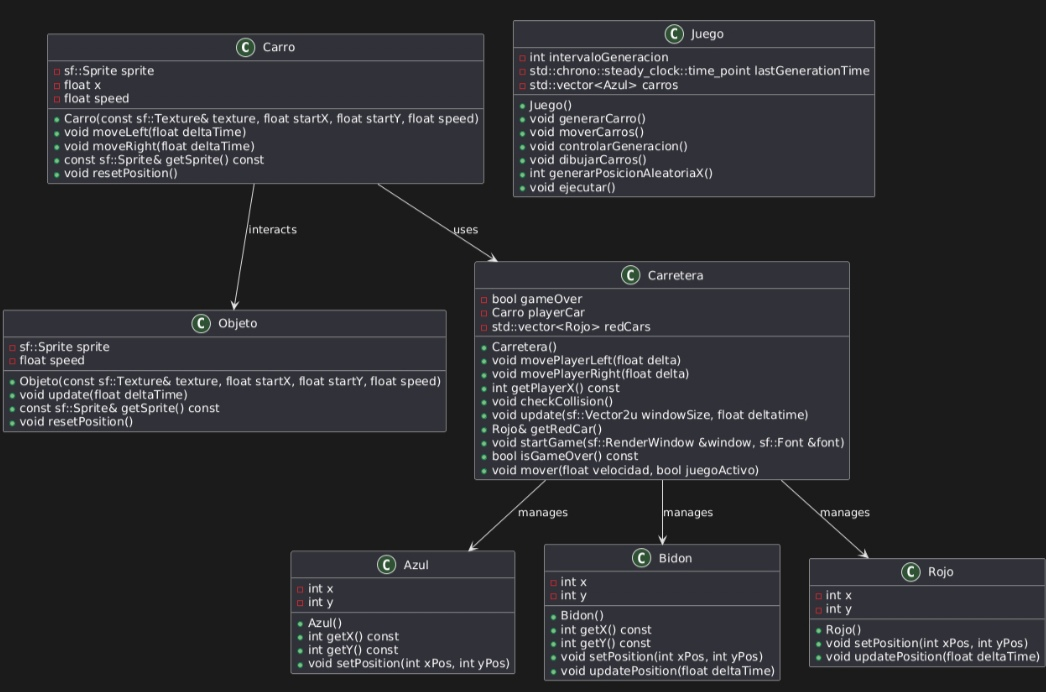 C Carro
sf::Sprite sprite
float x
float speed
Carro(const sf::Texture& texture, float startX, float startY, float speed)
void moveLeft(float deltaTime)
void moveRight(float deltaTime)
const sf::Sprite& getSprite() const
void resetPosition()
C Juego
int intervaloGeneracion
std::chrono::steady_clock::time_point lastGenerationTime
std::vector<Azul> carros
Juego()
void generarCarro()
void moverCarros()
void controlarGeneracion()
void dibujarCarros()
int generarPosicionAleatoriaX()
void ejecutar()
interacts
uses
C Objeto
sf::Sprite sprite
float speed
Objeto(const sf::Texture& texture, float startX, float startY, float speed)
void update(float deltaTime)
const sf::Sprite& getSprite() const
void resetPosition()
C Carretera
bool gameOver
Carro playerCar
std::vector<Rojo> redCars
Carretera()
void movePlayerLeft(float delta)
void movePlayerRight(float delta)
int getPlayerX() const
void checkCollision()
void update(sf::Vector2u windowSize, float deltatime)
Rojo& getRedCar()
void startGame(sf::RenderWindow &window, sf::Font &font)
bool isGameOver() const
void mover(float velocidad, bool juegoActivo)
manages
manages
manages
C Azul
int x
int y
Azul()
int getX() const
int getY() const
void setPosition(int xPos, int yPos)
C Bidon
int x
int y
Bidon()
int getX() const
int getY() const
void setPosition(int xPos, int yPos)
void updatePosition(float deltaTime)
C Rojo
int x
int y
Rojo()
void setPosition(int xPos, int yPos)
void updatePosition(float deltaTime)